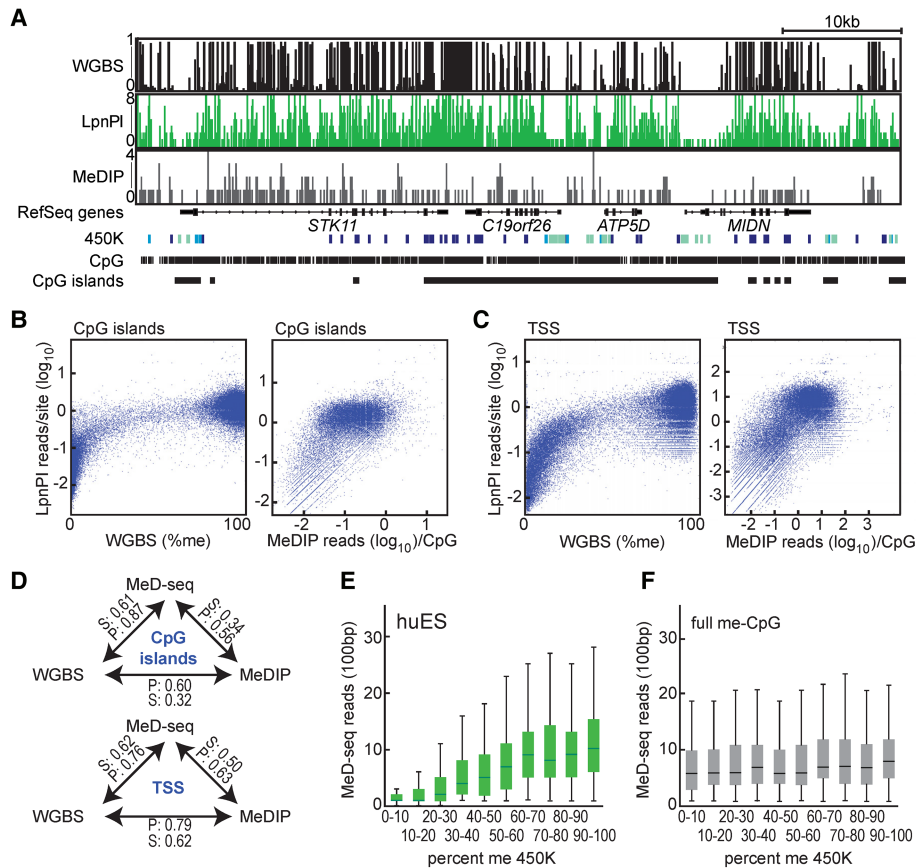 A
10kb
WGBS
1
0
LpnPI
8
0
MeDIP
4
0
RefSeq genes
STK11 C19orf26 ATP5D MIDN
450K
CpG
CpG islands
B
CpG islands
LpnPI reads/site (log10)
1
0
-1
-2
0 100
WGBS (%me)
CpG islands
1
0
-1
-2
-2 -1 0 1
MeDIP reads (log10)/CpG
C
TSS
LpnPI reads/site (log10)
1
0
-1
-2
0 100
WGBS (%me)
TSS
2
1
0
-1
-2
-3
-2 -1 0 1 2 3
MeDIP reads (log10)/CpG
D
MeD-seq
S: 0.61
P: 0.87
S: 0.34
P: 0.56
CpG
islands
WGBS MeDIP
P: 0.60
S: 0.32
MeD-seq
S: 0.62
P: 0.76
S: 0.50
P: 0.63
TSS
WGBS MeDIP
P: 0.79
S: 0.62
E
huES
MeD-seq reads (100bp)
30
20
10
0
0-10 20-30 40-50 60-70 80-90
10-20 30-40 50-60 70-80 90-100
percent me 450K
F
full me-CpG
MeD-seq reads (100bp)
30
20
10
0
0-10 20-30 40-50 60-70 80-90
10-20 30-40 50-60 70-80 90-100
percent me 450K